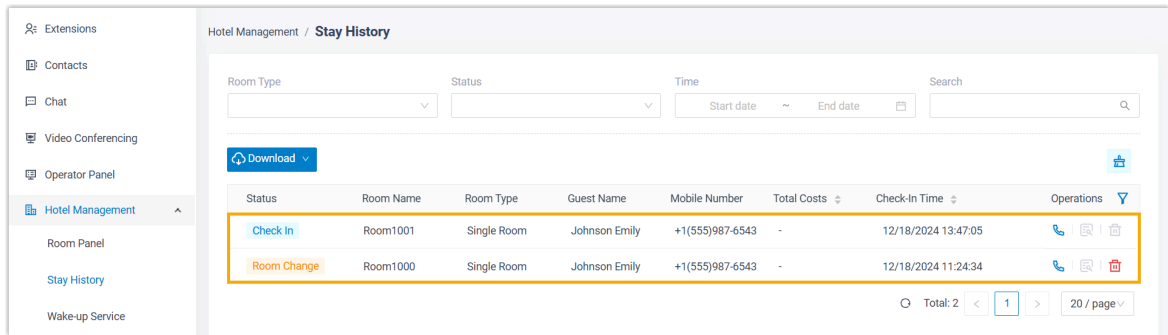 Extensions
Contacts
Chat
Video Conferencing
Operator Panel
Hotel Management
Room Panel
Stay History
Wake-up Service
Hotel Management / Stay History
Room Type Status Time Search
Start date ~ End date
Download
Status Room Name Room Type Guest Name Mobile Number Total Costs Check-In Time Operations
Check In Room1001 Single Room Johnson Emily +1(555)987-6543 - 12/18/2024 13:47:05
Room Change Room1000 Single Room Johnson Emily +1(555)987-6543 - 12/18/2024 11:24:34
Total: 2 < 1 > 20 / page